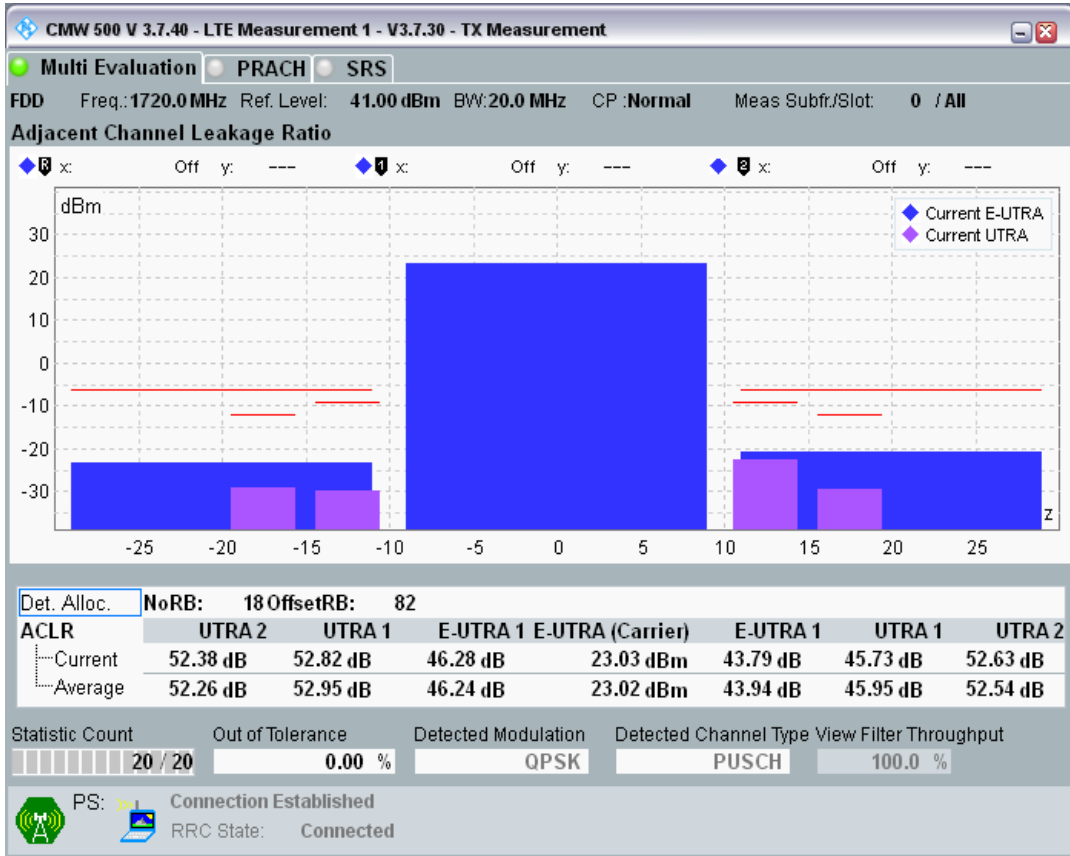 CMW 500 V 3.7.40 - LTE Measurement 1 - V3.7.30 - TX Measurement
Multi Evaluation PRACH SRS
FDD Freq.:1720.0 MHz Ref. Level: 41.00 dBm BW:20.0 MHz CP :Normal Meas Subfr./Slot: 0 / All
Adjacent Channel Leakage Ratio
R x: Off y: --- 1 x: Off y: --- 2 x: Off y: ---
dBm
Current E-UTRA
Current UTRA
30
20
10
0
-10
-20
-30
z
-25 -20 -15 -10 -5 0 5 10 15 20 25
Det. Alloc. NoRB: 18 OffsetRB: 82
ACLR UTRA 2 UTRA 1 E-UTRA 1 E-UTRA (Carrier) E-UTRA 1 UTRA 1 UTRA 2
Current 52.38 dB 52.82 dB 46.28 dB 23.03 dBm 43.79 dB 45.73 dB 52.63 dB
Average 52.26 dB 52.95 dB 46.24 dB 23.02 dBm 43.94 dB 45.95 dB 52.54 dB
Statistic Count Out of Tolerance Detected Modulation Detected Channel Type View Filter Throughput
20 / 20 0.00 % QPSK PUSCH 100.0 %
PS: Connection Established
RRC State: Connected